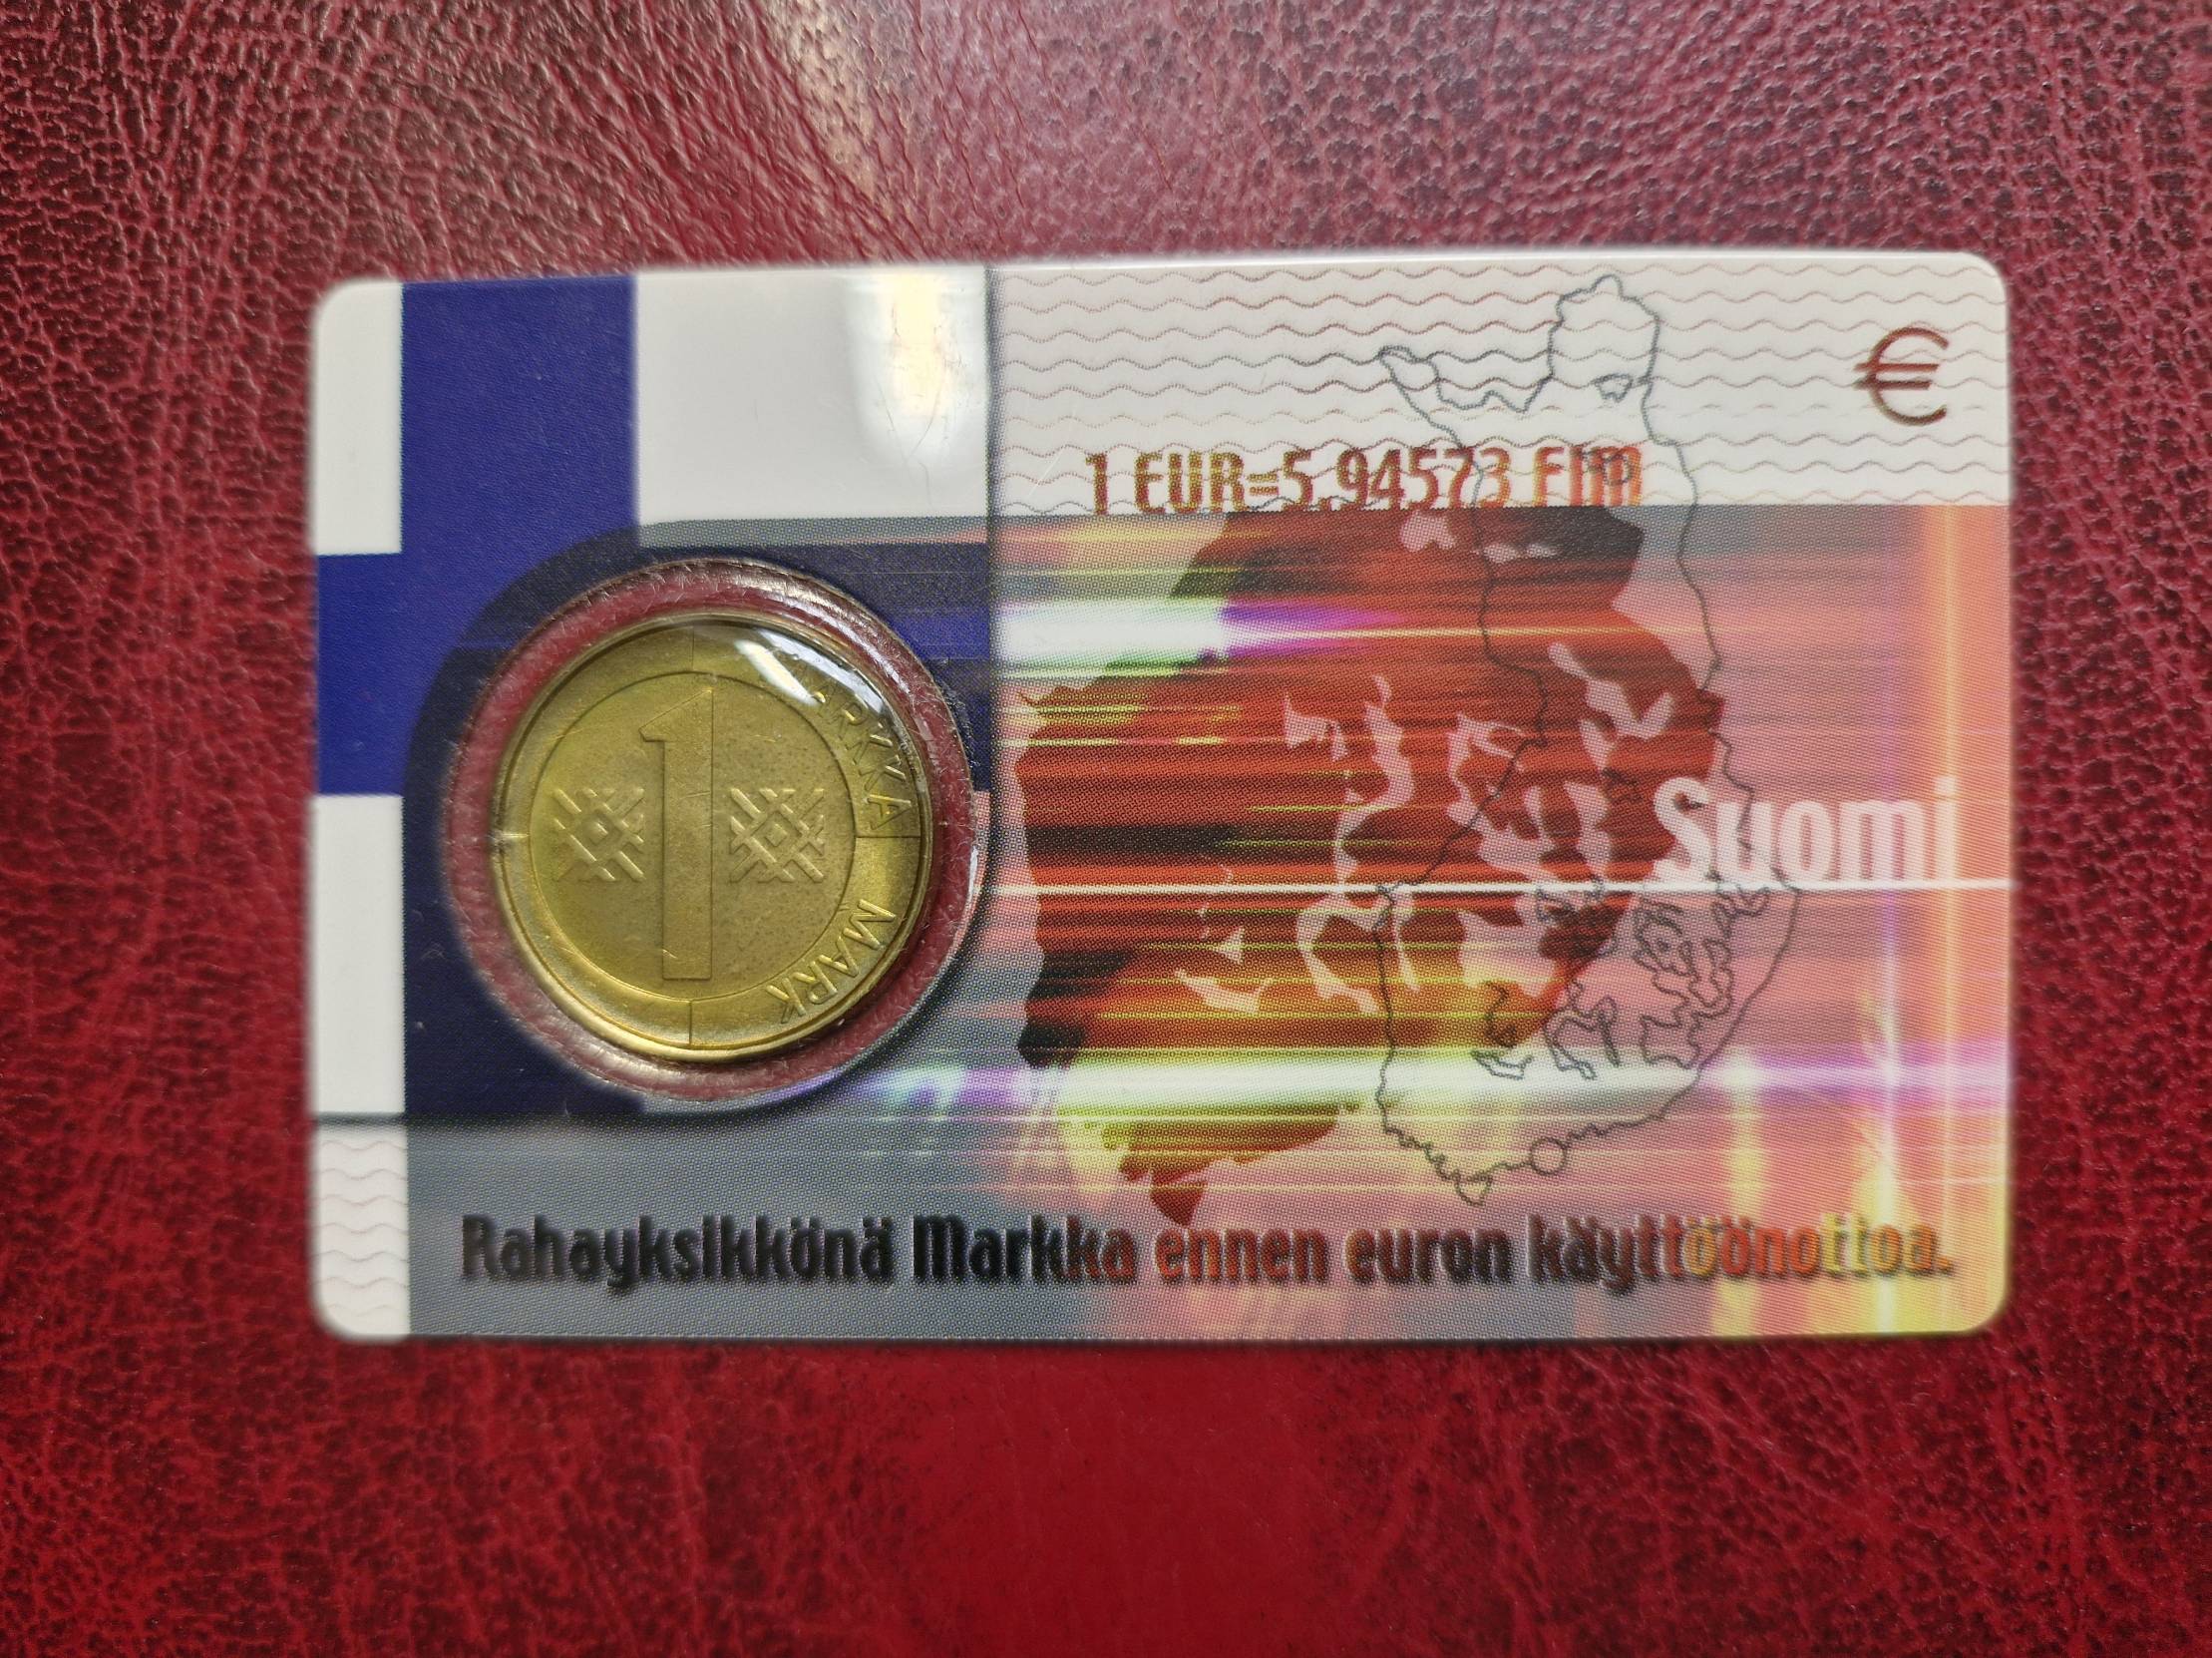 €
1 EUR=5,94573 FIM
1
MARKKA
MARK
Suomi
Rahayksikkönä Markka ennen euron käyttöönottoa.